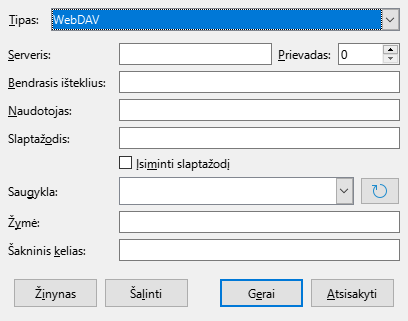 Tipas: WebDAV
Serveris: Prievadas: 0
Bendrasis išteklius:
Naudotojas:
Slaptažodis:
Įsiminti slaptažodį
Saugykla:
Žymė:
Šakninis kelias:
Žinynas Šalinti Gerai Atsisakyti